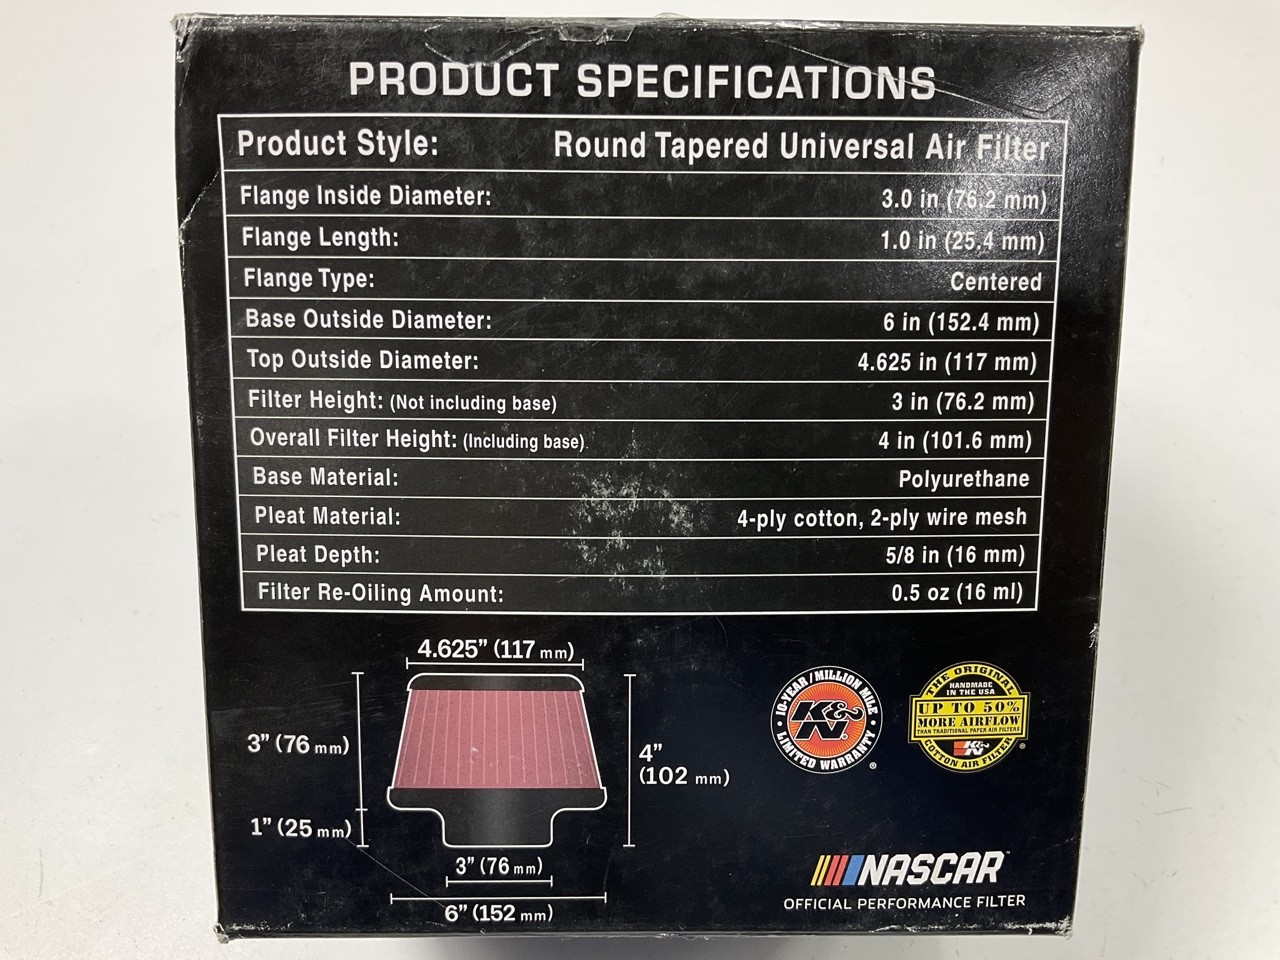 PRODUCT SPECIFICATIONS
Product Style: Round Tapered Universal Air Filter
Flange Inside Diameter: 3.0 in (76.2 mm)
Flange Length: 1.0 in (25.4 mm)
Flange Type: Centered
Base Outside Diameter: 6 in (152.4 mm)
Top Outside Diameter: 4.625 in (117 mm)
Filter Height: (Not including base) 3 in (76.2 mm)
Overall Filter Height: (Including base) 4 in (101.6 mm)
Base Material: Polyurethane
Pleat Material: 4-ply cotton, 2-ply wire mesh
Pleat Depth: 5/8 in (16 mm)
Filter Re-Oiling Amount: 0.5 oz (16 ml)
4.625” (117 mm)
3” (76 mm)
4”
(102 mm)
1” (25 mm)
3” (76 mm)
6” (152 mm)
10-YEAR / MILLION MILE
K&N®
LIMITED WARRANTY
®
THE ORIGINAL
HANDMADE
IN THE USA
UP TO 50%
MORE AIRFLOW
THAN TRADITIONAL PAPER AIR FILTERS
K&N
COTTON AIR FILTER
®
NASCAR™
OFFICIAL PERFORMANCE FILTER